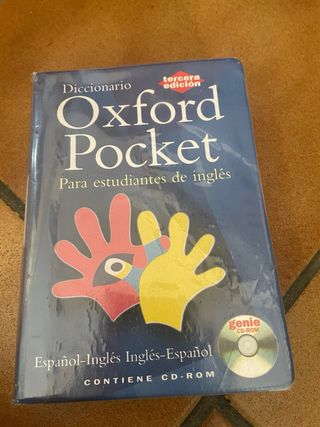 Diccionario
tercera
edición
Oxford
Pocket
Para estudiantes de inglés
genie
CD-ROM
Español-Inglés Inglés-Español
CONTIENE CD-ROM